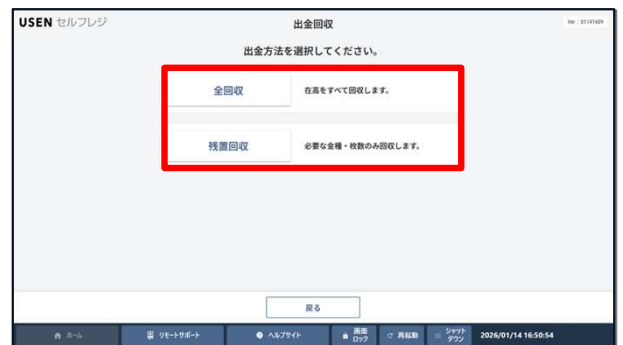 USEN セルフレジ
出金回収
Ver : 01141609
出金方法を選択してください。
全回収
在高をすべて回収します。
残置回収
必要な金種・枚数のみ回収します。
戻る
ホーム
リモートサポート
ヘルプサイト
画面
ロック
再起動
シャット
ダウン
2026/01/14 16:50:54